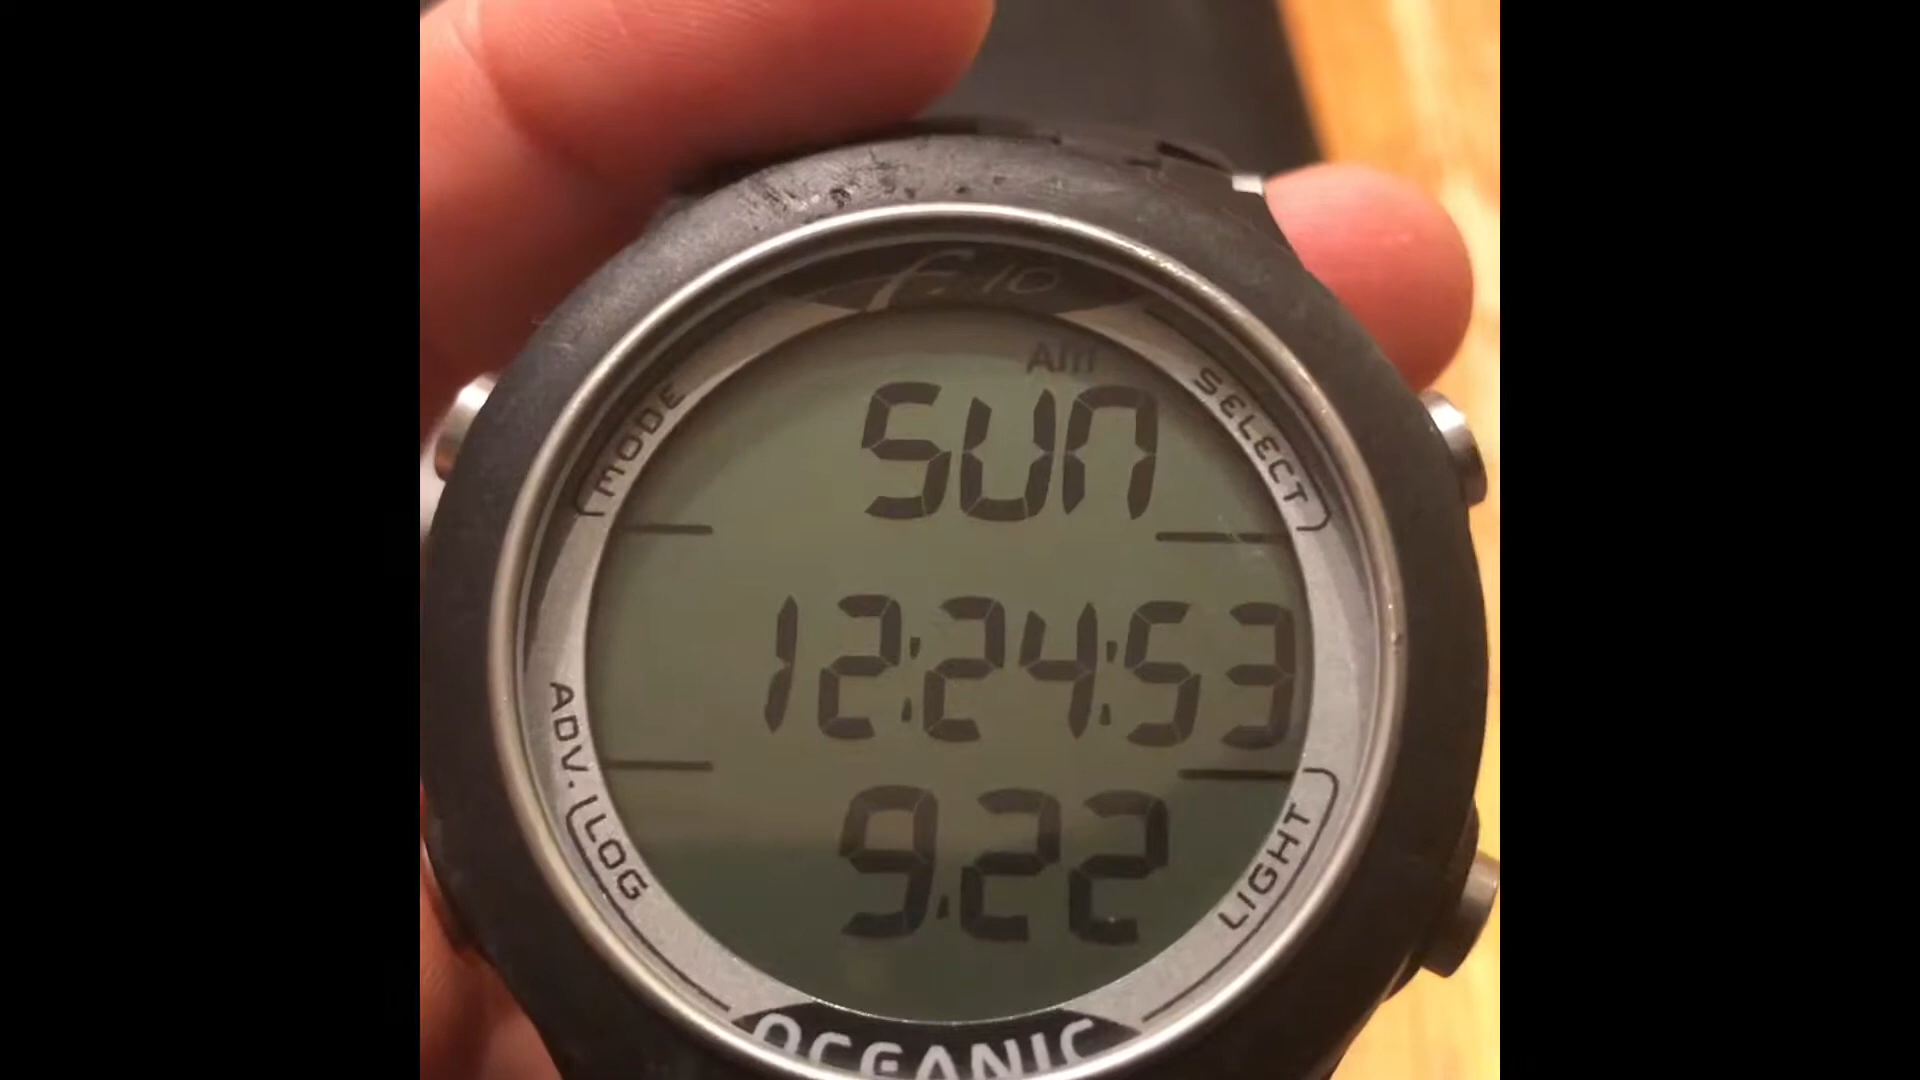 F.10
AM
SUN
MODE
SELECT
12:24:53
ADV. LOG
LIGHT
9.22
OCEANIC